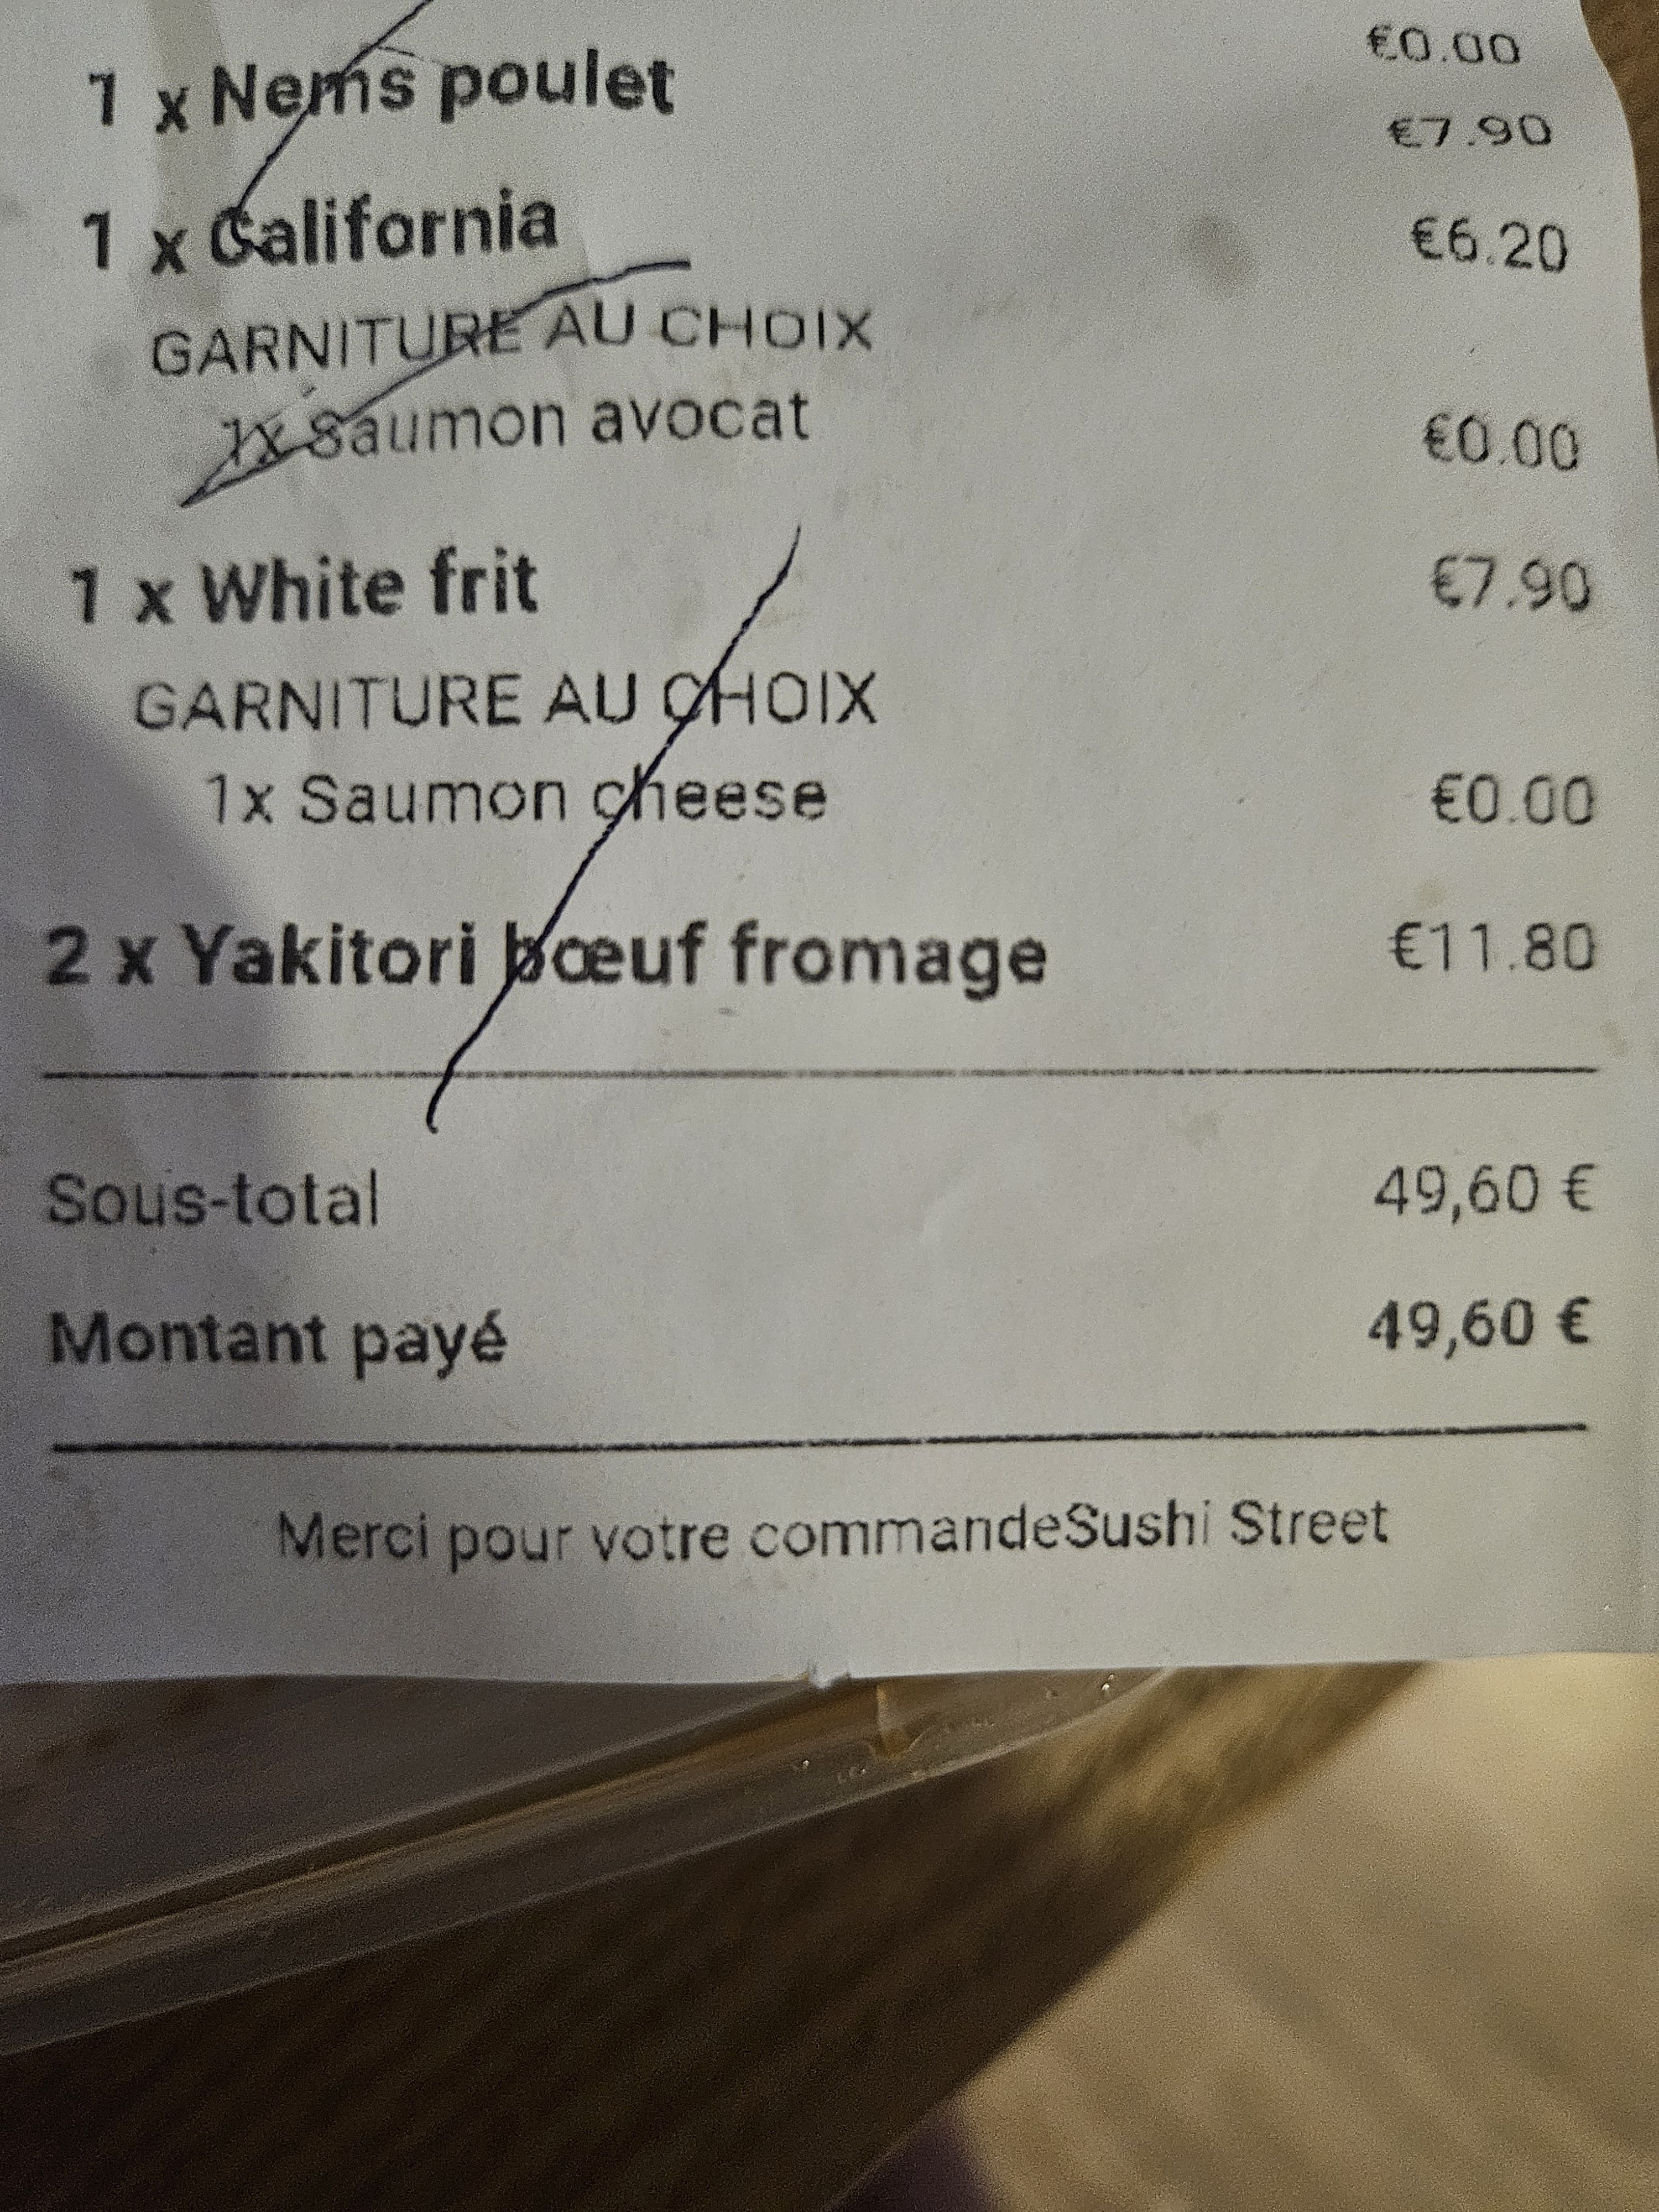 €0.00
1 x Nems poulet €7.90
1 x California €6.20
GARNITURE AU CHOIX
1x Saumon avocat €0.00
1 x White frit €7.90
GARNITURE AU CHOIX
1x Saumon cheese €0.00
2 x Yakitori bœuf fromage €11.80
Sous-total 49,60 €
Montant payé 49,60 €
Merci pour votre commandeSushi Street